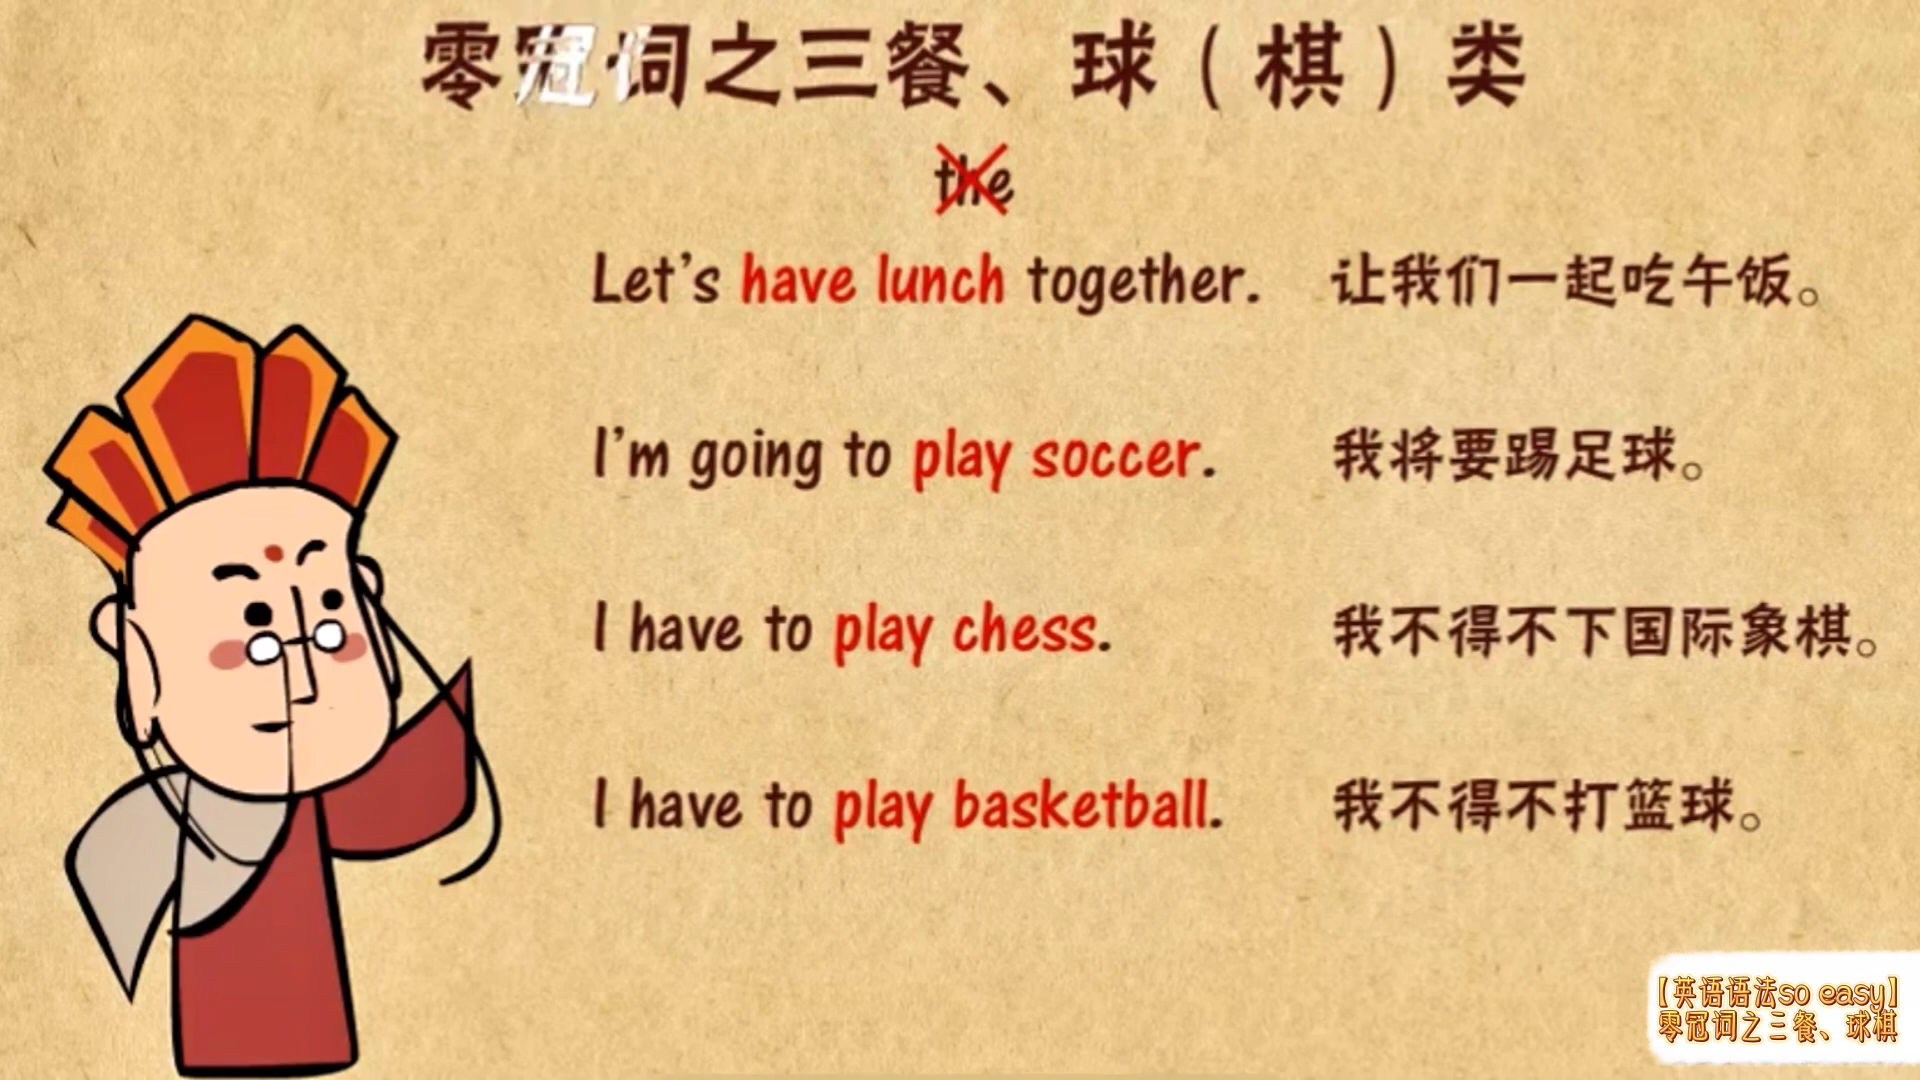 零冠词之三餐、球（棋）类
the
Let's have lunch together. 让我们一起吃午饭。
I'm going to play soccer. 我将要踢足球。
I have to play chess. 我不得不下国际象棋。
I have to play basketball. 我不得不打篮球。
【英语语法so easy】
零冠词之三餐、球棋